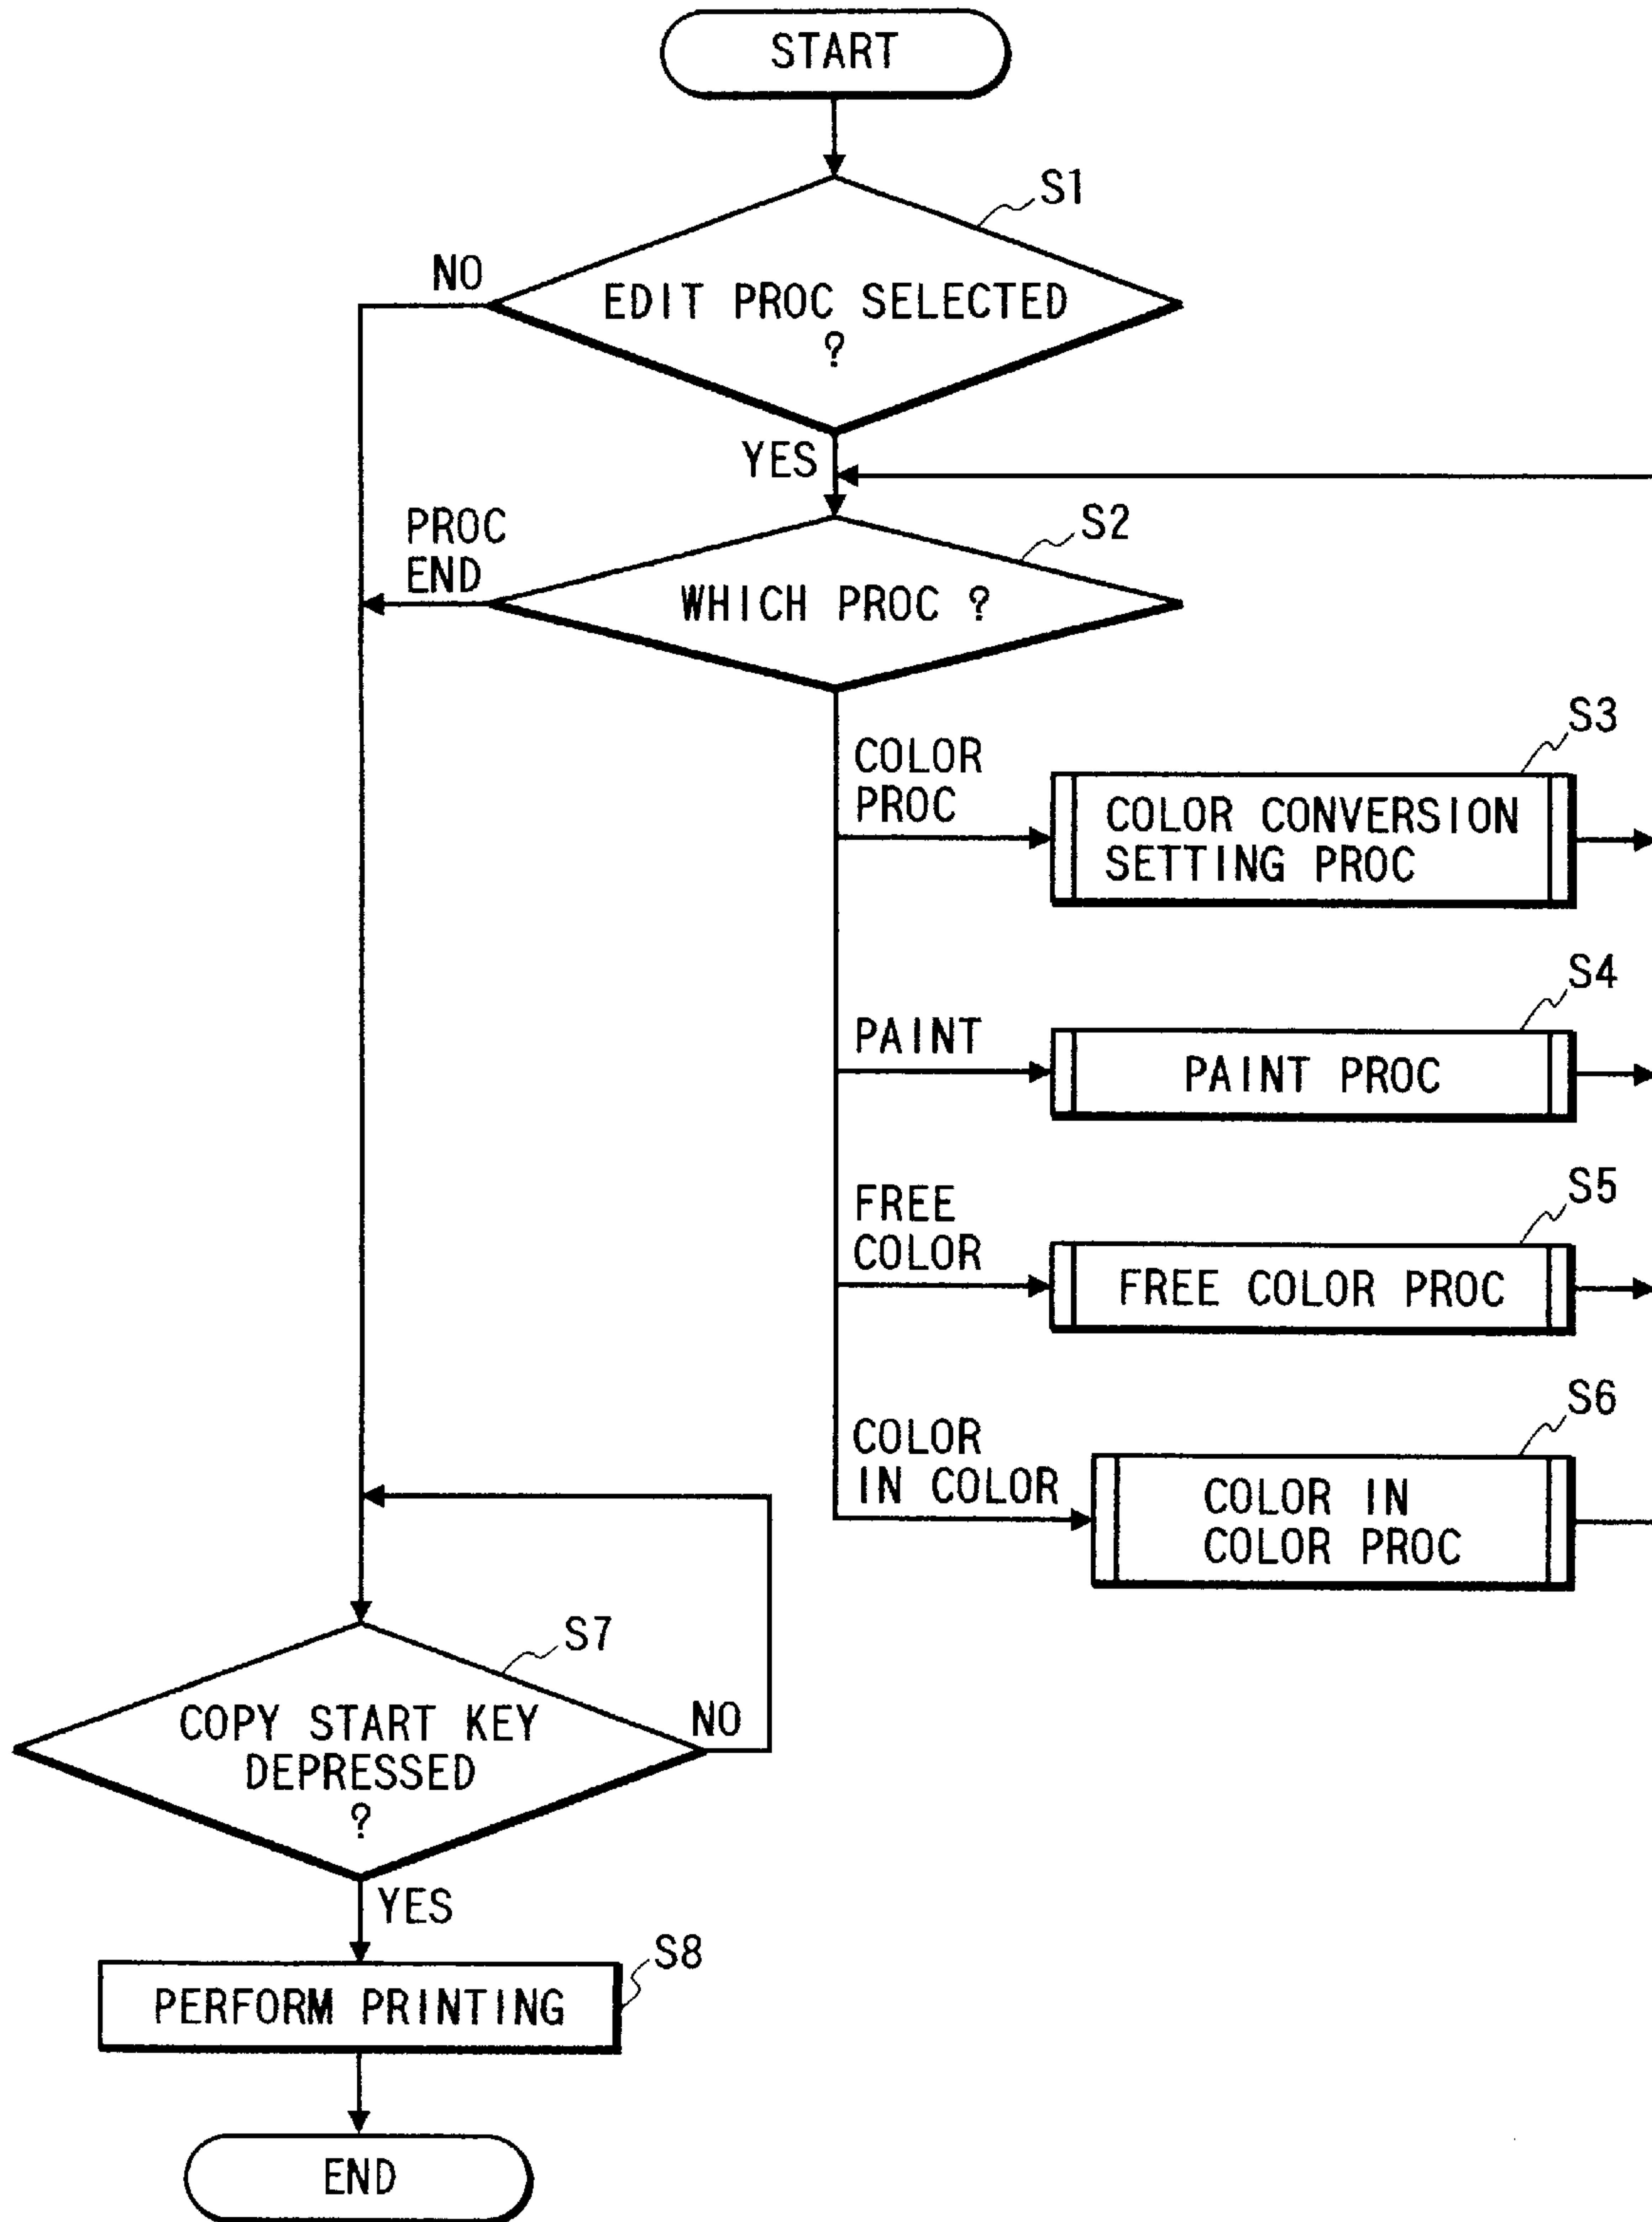 START
S1
NO
EDIT PROC SELECTED
?
YES
S2
PROC
END
WHICH PROC ?
S3
COLOR
PROC
COLOR CONVERSION
SETTING PROC
S4
PAINT
PAINT PROC
S5
FREE
COLOR
FREE COLOR PROC
S6
COLOR
IN COLOR
COLOR IN
COLOR PROC
S7
COPY START KEY
DEPRESSED
?
NO
YES
S8
PERFORM PRINTING
END